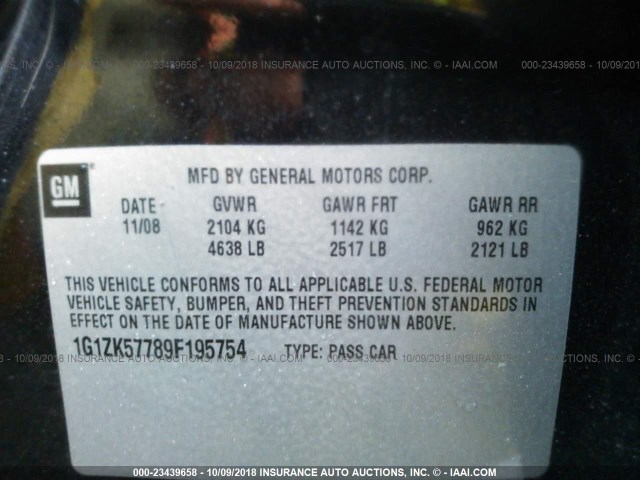 000-23439658 - 10/09/2018 INSURANCE AUTO AUCTIONS, INC. © - IAAI.COM
GM
MFD BY GENERAL MOTORS CORP.
DATE GVWR GAWR FRT GAWR RR
11/08 2104 KG 1142 KG 962 KG
4638 LB 2517 LB 2121 LB
THIS VEHICLE CONFORMS TO ALL APPLICABLE U.S. FEDERAL MOTOR
VEHICLE SAFETY, BUMPER, AND THEFT PREVENTION STANDARDS IN
EFFECT ON THE DATE OF MANUFACTURE SHOWN ABOVE.
1G1ZK57789F195754 TYPE: PASS CAR
000-23439658 - 10/09/2018 INSURANCE AUTO AUCTIONS, INC. © - IAAI.COM